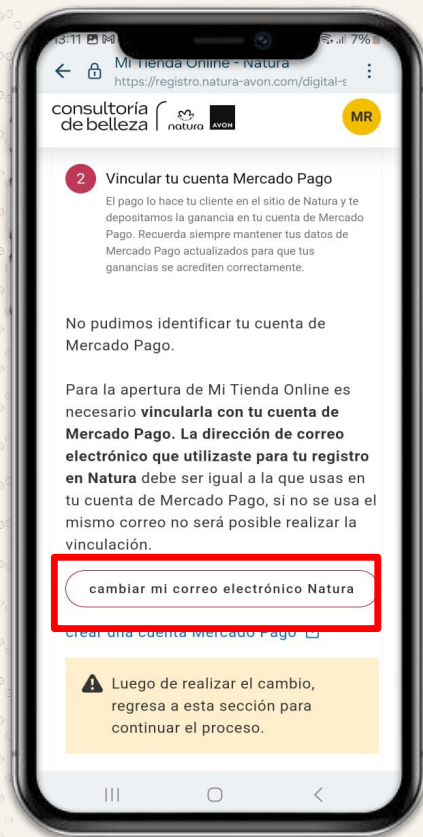 13:11 7%
Mi Tienda Online - Natura
https://registro.natura-avon.com/digital-s
consultoría
de belleza
natura AVON
MR
2 Vincular tu cuenta Mercado Pago
El pago lo hace tu cliente en el sitio de Natura y te
depositamos la ganancia en tu cuenta de Mercado
Pago. Recuerda siempre mantener tus datos de
Mercado Pago actualizados para que tus
ganancias se acrediten correctamente.
No pudimos identificar tu cuenta de
Mercado Pago.
Para la apertura de Mi Tienda Online es
necesario vincularla con tu cuenta de
Mercado Pago. La dirección de correo
electrónico que utilizaste para tu registro
en Natura debe ser igual a la que usas en
tu cuenta de Mercado Pago, si no se usa el
mismo correo no será posible realizar la
vinculación.
cambiar mi correo electrónico Natura
crear una cuenta Mercado Pago
Luego de realizar el cambio,
regresa a esta sección para
continuar el proceso.